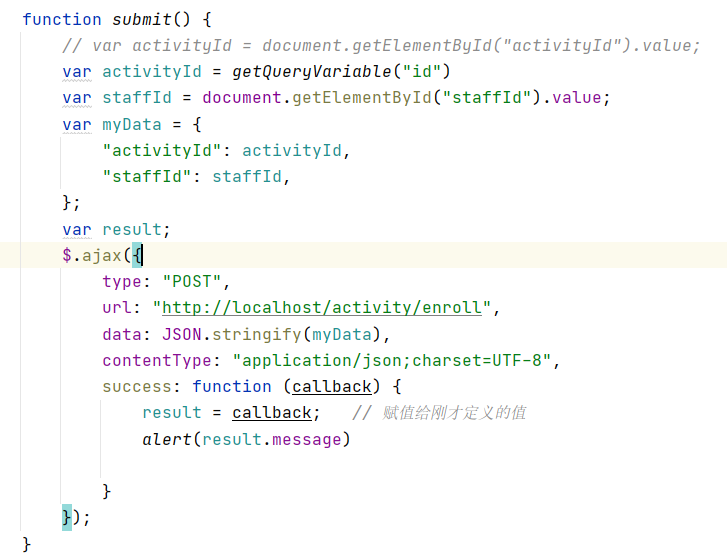 function submit() {
    // var activityId = document.getElementById("activityId").value;
    var activityId = getQueryVariable("id")
    var staffId = document.getElementById("staffId").value;
    var myData = {
        "activityId": activityId,
        "staffId": staffId,
    };
    var result;
    $.ajax({
        type: "POST",
        url: "http://localhost/activity/enroll",
        data: JSON.stringify(myData),
        contentType: "application/json;charset=UTF-8",
        success: function (callback) {
            result = callback;   // 赋值给刚才定义的值
            alert(result.message)

        }
    });
}